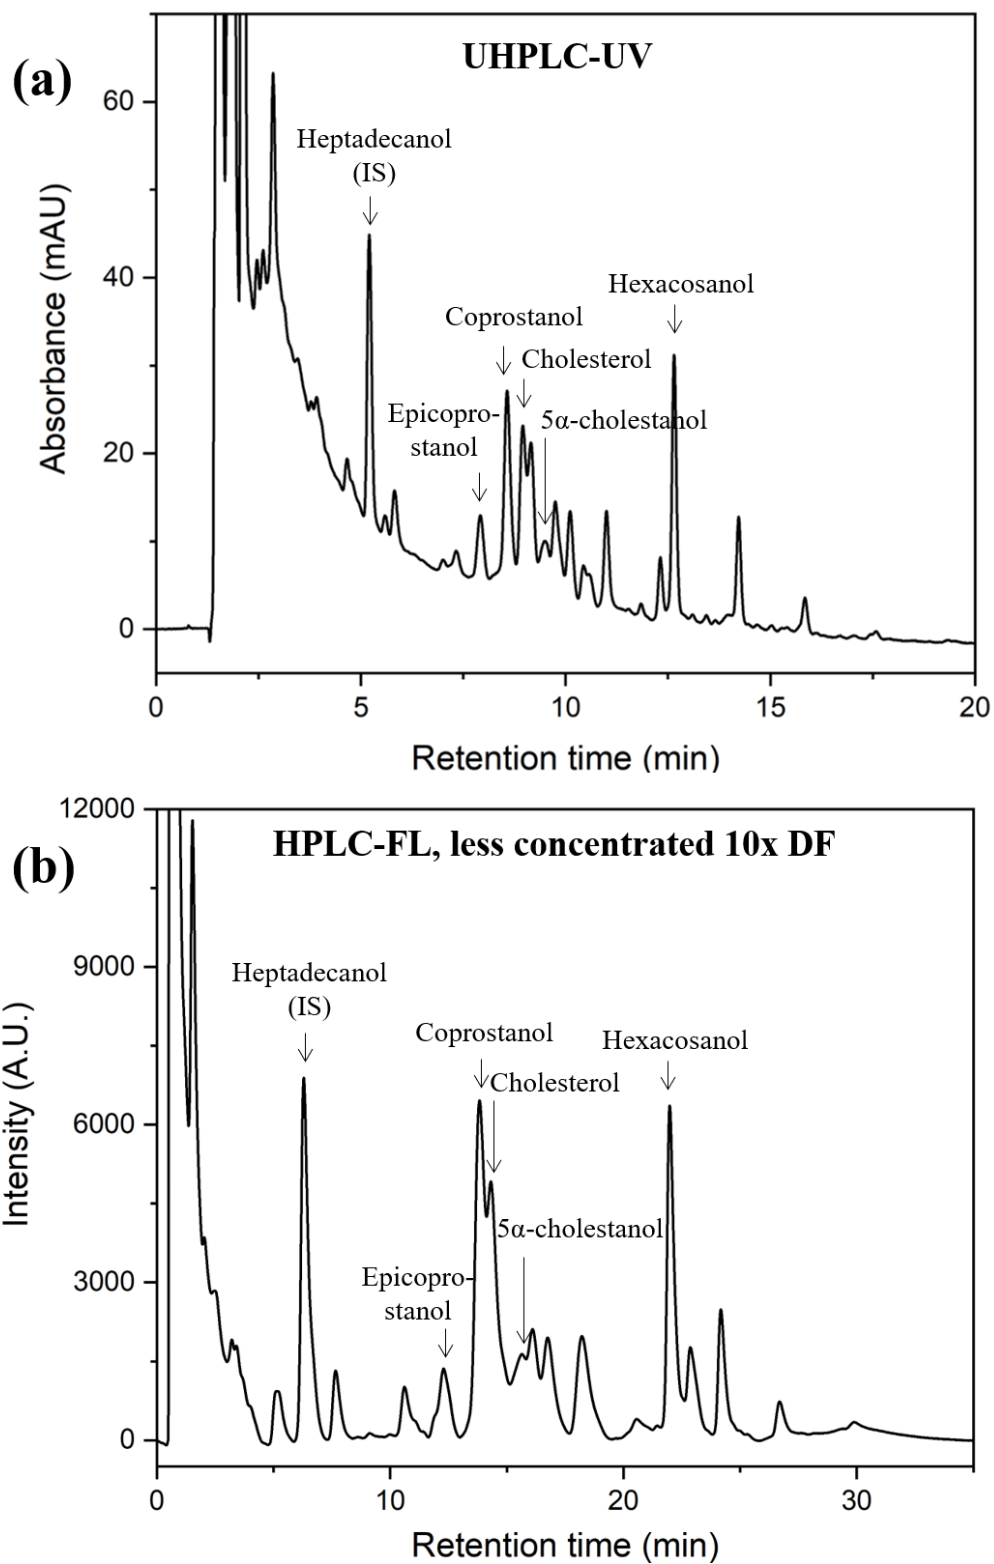 (a)
UHPLC-UV
Heptadecanol
(IS)
Hexacosanol
Coprostanol
Cholesterol
Epicopro-
stanol
5α-cholestanol
Absorbance (mAU)
60
40
20
0
0 5 10 15 20
Retention time (min)
(b)
HPLC-FL, less concentrated 10x DF
Heptadecanol
(IS)
Coprostanol
Hexacosanol
Cholesterol
5α-cholestanol
Epicopro-
stanol
Intensity (A.U.)
12000
9000
6000
3000
0
0 10 20 30
Retention time (min)